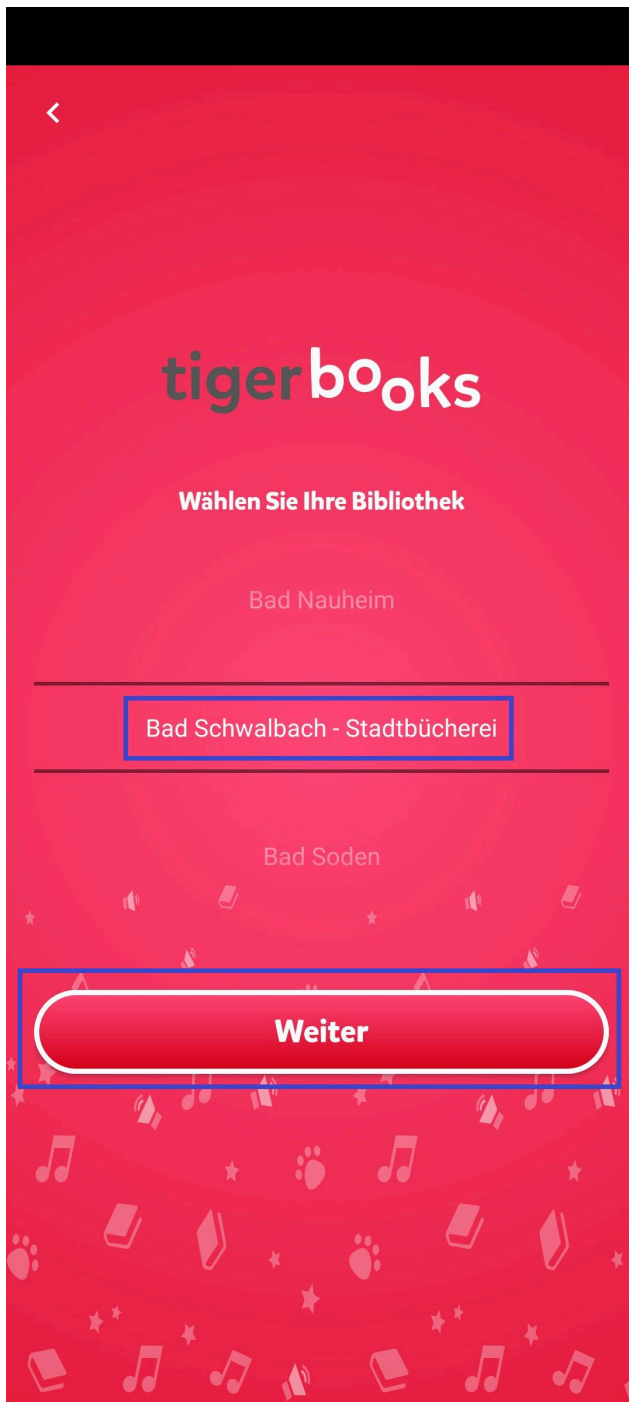 tigerbooks
Wählen Sie Ihre Bibliothek
Bad Nauheim
Bad Schwalbach - Stadtbücherei
Bad Soden
Weiter